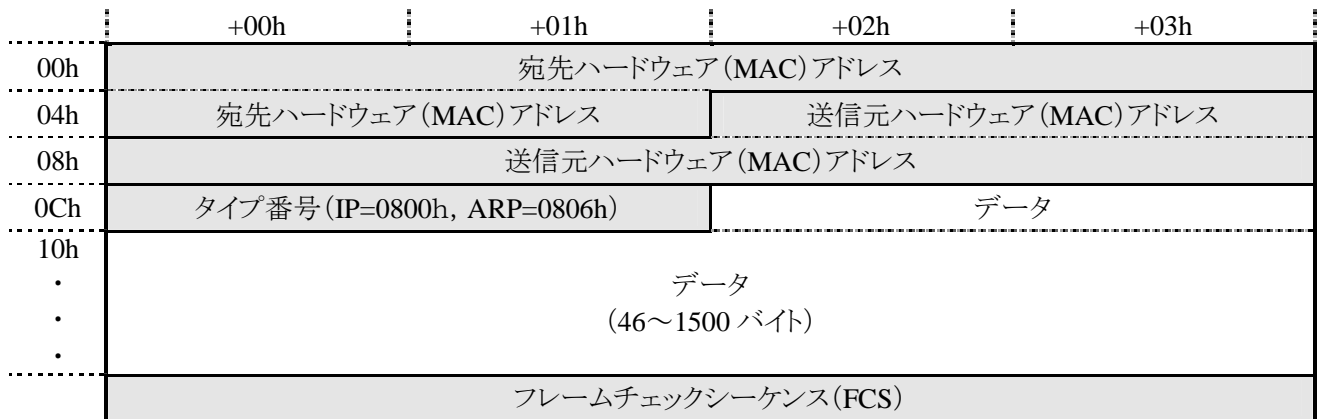 +00h +01h +02h +03h
00h 宛先ハードウェア(MAC)アドレス
04h 宛先ハードウェア(MAC)アドレス 送信元ハードウェア(MAC)アドレス
08h 送信元ハードウェア(MAC)アドレス
0Ch タイプ番号(IP=0800h, ARP=0806h) データ
10h
・
データ
・
(46~1500 バイト)
・
フレームチェックシーケンス(FCS)